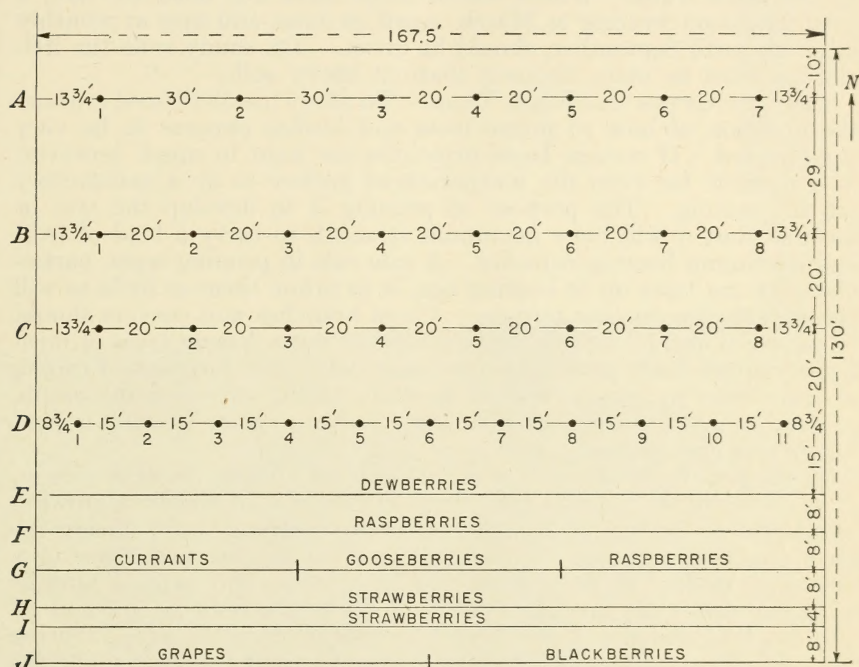 167.5′
A 13¾′ 30′ 30′ 20′ 20′ 20′ 20′ 13¾′ 10′ N
1 2 3 4 5 6 7
29′
B 13¾′ 20′ 20′ 20′ 20′ 20′ 20′ 20′ 13¾′
1 2 3 4 5 6 7 8
20′
C 13¾′ 20′ 20′ 20′ 20′ 20′ 20′ 20′ 13¾′
1 2 3 4 5 6 7 8
130′
20′
D 8¾′ 15′ 15′ 15′ 15′ 15′ 15′ 15′ 15′ 15′ 15′ 8¾′
1 2 3 4 5 6 7 8 9 10 11
15′
E DEWBERRIES
8′
F RASPBERRIES
8′
G CURRANTS GOOSEBERRIES RASPBERRIES
8′
H STRAWBERRIES
4′
I STRAWBERRIES
8′
J GRAPES BLACKBERRIES